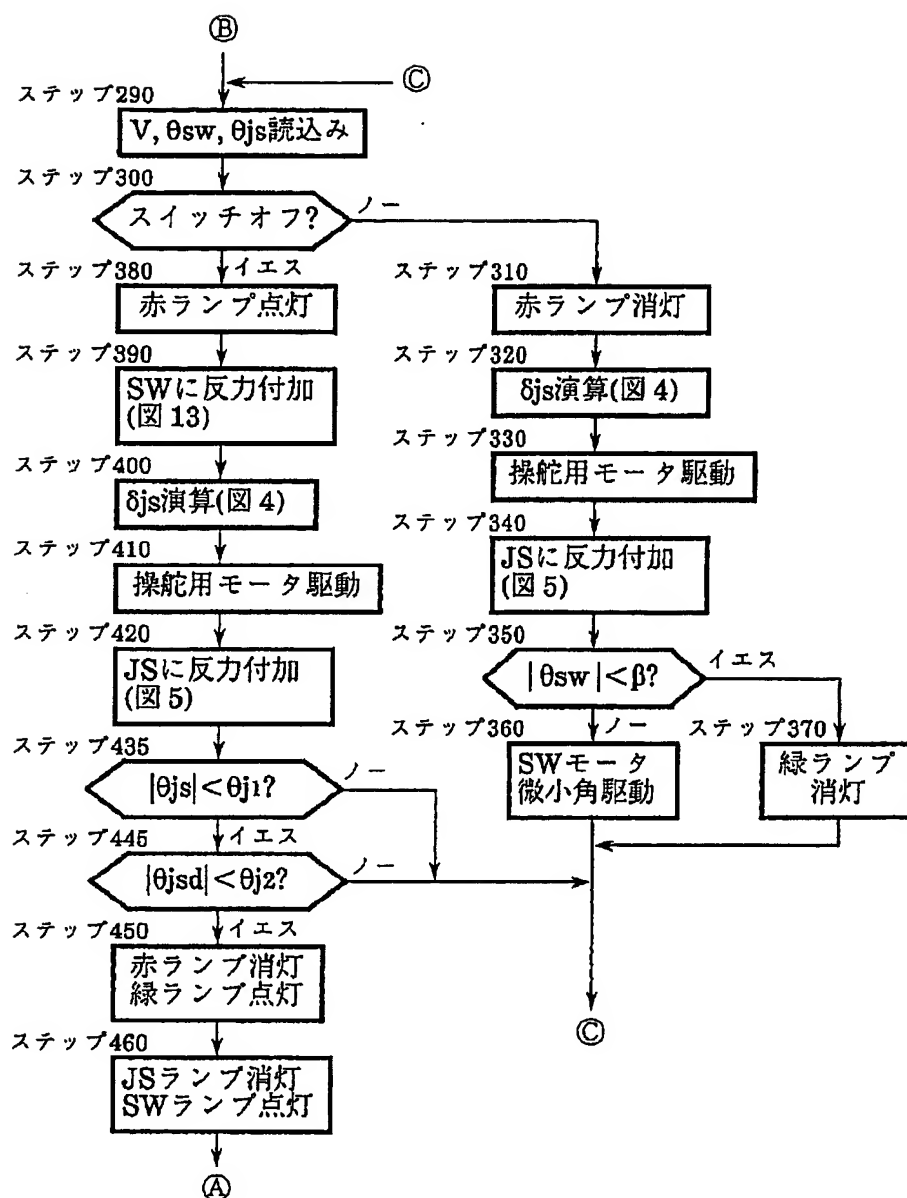 Ⓑ
Ⓒ
ステップ290
V, θsw, θjs読込み
ステップ300
スイッチオフ?
ノー
ステップ380
イエス
赤ランプ点灯
ステップ390
SWに反力付加
(図 13)
ステップ400
δjs演算(図 4)
ステップ410
操舵用モータ駆動
ステップ420
JSに反力付加
(図 5)
ステップ435
|θjs|<θj1?
ノー
ステップ445
イエス
|θjsd|<θj2?
ノー
ステップ450
イエス
赤ランプ消灯
緑ランプ点灯
ステップ460
JSランプ消灯
SWランプ点灯
Ⓐ
ステップ310
赤ランプ消灯
ステップ320
δjs演算(図 4)
ステップ330
操舵用モータ駆動
ステップ340
JSに反力付加
(図 5)
ステップ350
|θsw|<β?
イエス
ステップ360
ノー
SWモータ
微小角駆動
ステップ370
緑ランプ
消灯
Ⓒ